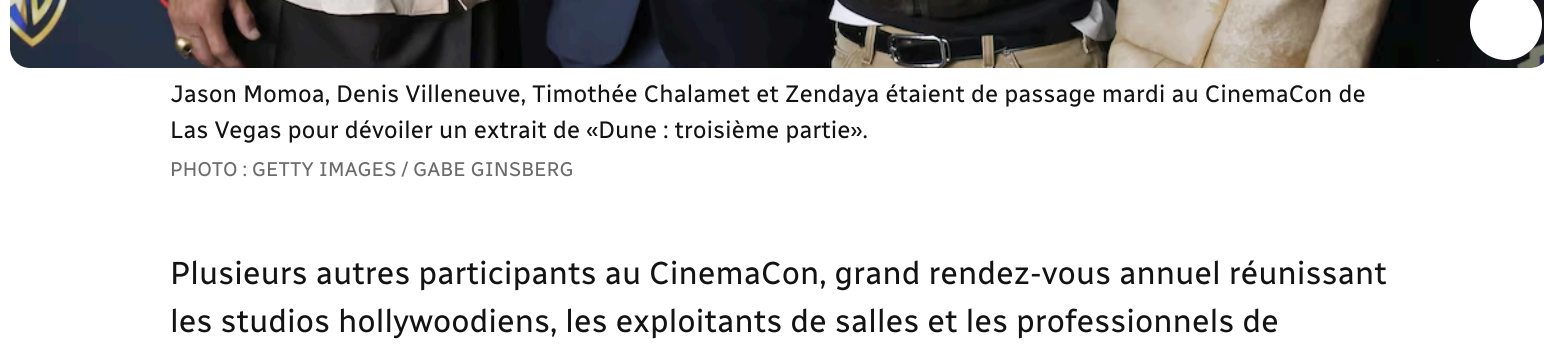 Jason Momoa, Denis Villeneuve, Timothée Chalamet et Zendaya étaient de passage mardi au CinemaCon de
Las Vegas pour dévoiler un extrait de «Dune : troisième partie».
PHOTO : GETTY IMAGES / GABE GINSBERG
Plusieurs autres participants au CinemaCon, grand rendez-vous annuel réunissant
les studios hollywoodiens, les exploitants de salles et les professionnels de